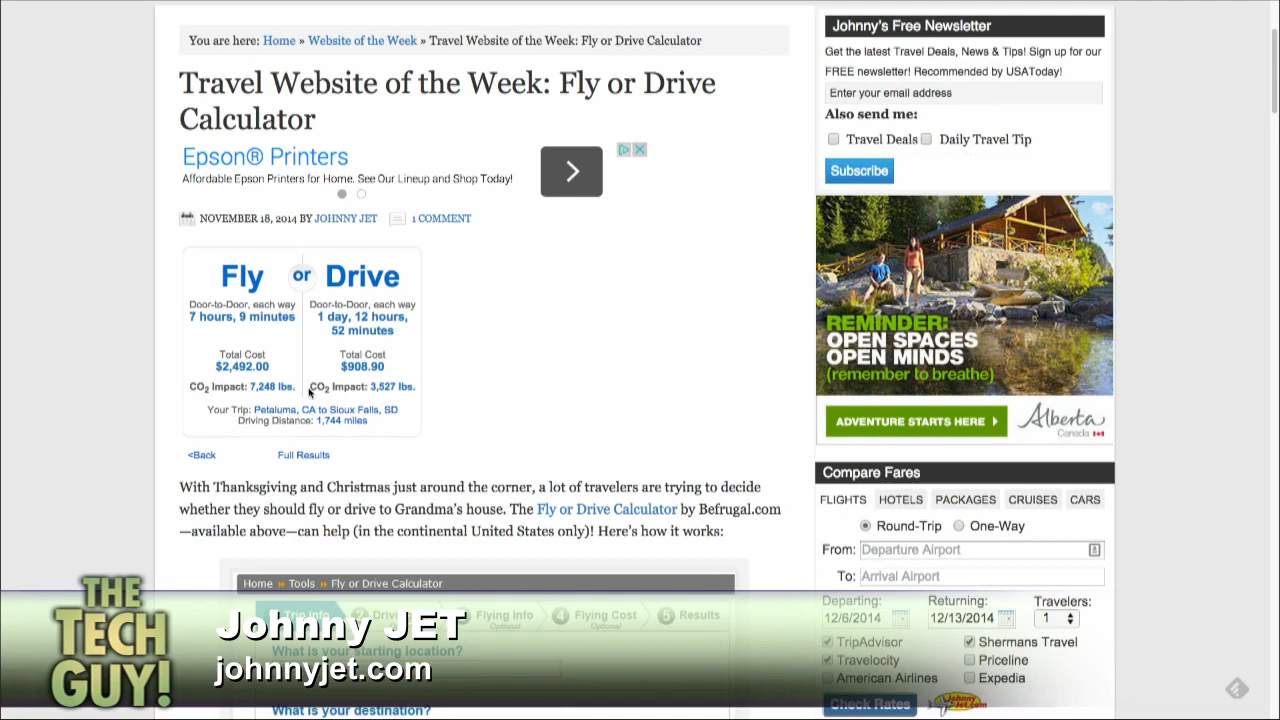 You are here: Home » Website of the Week » Travel Website of the Week: Fly or Drive Calculator
Travel Website of the Week: Fly or Drive
Calculator
Epson® Printers
Affordable Epson Printers for Home. See Our Lineup and Shop Today!
NOVEMBER 18, 2014 BY JOHNNY JET 1 COMMENT
Fly or Drive
Door-to-Door, each way
7 hours, 9 minutes
Total Cost
$2,492.00
CO2 Impact: 7,248 lbs.
Door-to-Door, each way
1 day, 12 hours,
52 minutes
Total Cost
$908.90
CO2 Impact: 3,527 lbs.
Your Trip: Petaluma, CA to Sioux Falls, SD
Driving Distance: 1,744 miles
<Back Full Results
With Thanksgiving and Christmas just around the corner, a lot of travelers are trying to decide
whether they should fly or drive to Grandma's house. The Fly or Drive Calculator by Befrugal.com
—available above—can help (in the continental United States only)! Here's how it works:
Home » Tools » Fly or Drive Calculator
Trip Info
Flying Info
Optional
4 Flying Cost
Optional
5 Results
What is your starting location?
What is your destination?
Johnny's Free Newsletter
Get the latest Travel Deals, News & Tips! Sign up for our
FREE newsletter! Recommended by USAToday!
Enter your email address
Also send me:
Travel Deals Daily Travel Tip
Subscribe
REMINDER:
OPEN SPACES
OPEN MINDS
(remember to breathe)
ADVENTURE STARTS HERE
Alberta
Canada
Compare Fares
FLIGHTS HOTELS PACKAGES CRUISES CARS
Round-Trip One-Way
From: Departure Airport
To: Arrival Airport
Departing: Returning: Travelers:
12/6/2014 12/13/2014 1
TripAdvisor Shermans Travel
Travelocity Priceline
American Airlines Expedia
Check Rates
THE
TECH
GUY!
Johnny JET
johnnyjet.com